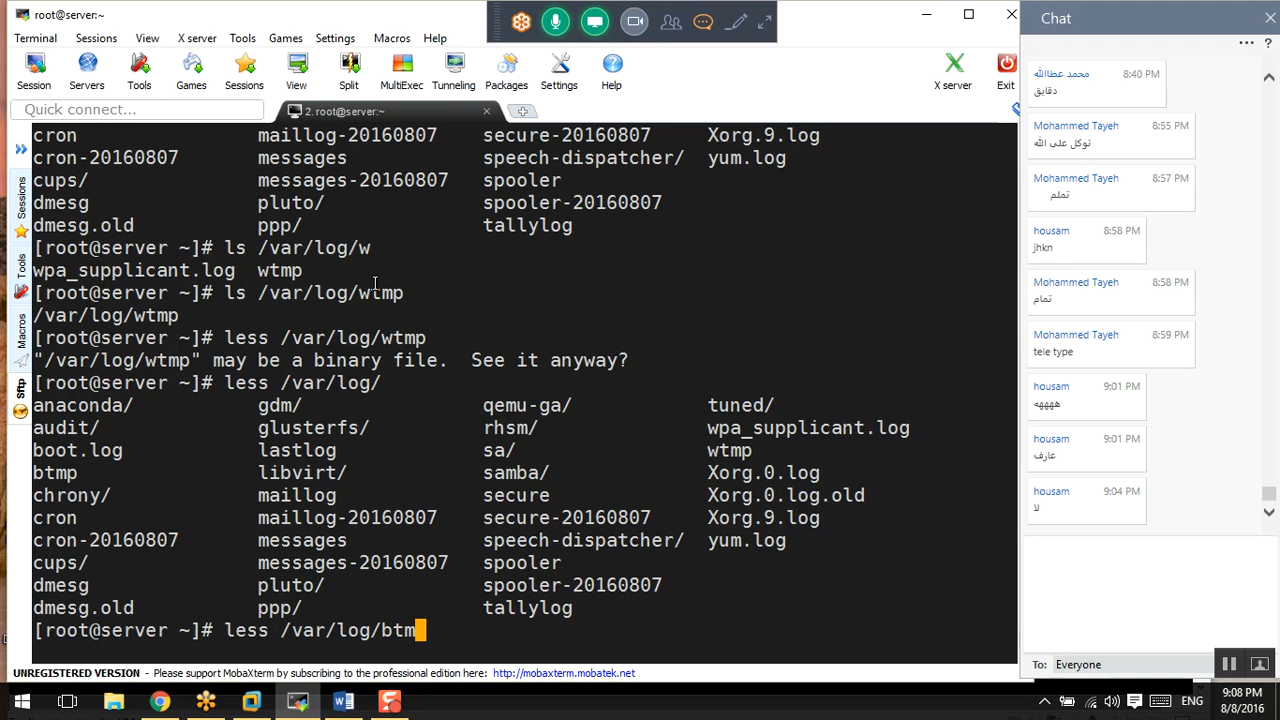 2. root@server:~
Terminal Sessions View X server Tools Games Settings Macros Help
Session Servers Tools Games Sessions View Split MultiExec Tunneling Packages Settings Help X server Exit
Quick connect...
2. root@server:~
cron maillog-20160807 secure-20160807 Xorg.9.log
cron-20160807 messages speech-dispatcher/ yum.log
cups/ messages-20160807 spooler
dmesg pluto/ spooler-20160807
dmesg.old ppp/ tallylog
[root@server ~]# ls /var/log/w
wpa_supplicant.log wtmp
[root@server ~]# ls /var/log/wtmp
/var/log/wtmp
[root@server ~]# less /var/log/wtmp
"/var/log/wtmp" may be a binary file. See it anyway?
[root@server ~]# less /var/log/
anaconda/ gdm/ qemu-ga/ tuned/
audit/ glusterfs/ rhsm/ wpa_supplicant.log
boot.log lastlog sa/ wtmp
btmp libvirt/ samba/ Xorg.0.log
chrony/ maillog secure Xorg.0.log.old
cron maillog-20160807 secure-20160807 Xorg.9.log
cron-20160807 messages speech-dispatcher/ yum.log
cups/ messages-20160807 spooler
dmesg pluto/ spooler-20160807
dmesg.old ppp/ tallylog
[root@server ~]# less /var/log/btm
Sessions
Tools
Macros
Sftp
UNREGISTERED VERSION - Please support MobaXterm by subscribing to the professional edition here: http://mobaxterm.mobatek.net
Chat
... ?
محمد عطاالله 8:40 PM
دقايق
Mohammed Tayeh 8:55 PM
توكل على الله
Mohammed Tayeh 8:57 PM
تملم
housam 8:58 PM
jhkn
Mohammed Tayeh 8:58 PM
تمام
Mohammed Tayeh 8:59 PM
tele type
housam 9:01 PM
هههههه
housam 9:01 PM
عارف
housam 9:04 PM
لا
To: Everyone
ENG
9:08 PM
8/8/2016